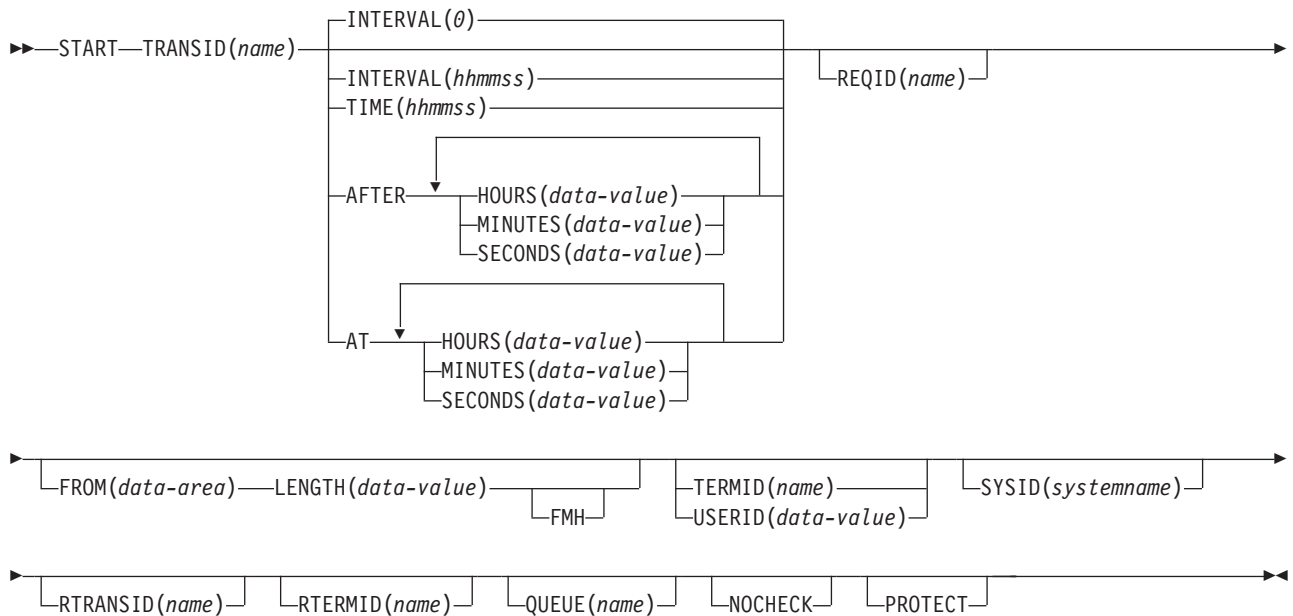 INTERVAL(0)
START TRANSID(name)
INTERVAL(hhmmss) REQID(name)
TIME(hhmmss)
AFTER HOURS(data-value)
MINUTES(data-value)
SECONDS(data-value)
AT HOURS(data-value)
MINUTES(data-value)
SECONDS(data-value)
FROM(data-area) LENGTH(data-value) TERMID(name) SYSID(systemname)
FMH USERID(data-value)
RTRANSID(name) RTERMID(name) QUEUE(name) NOCHECK PROTECT